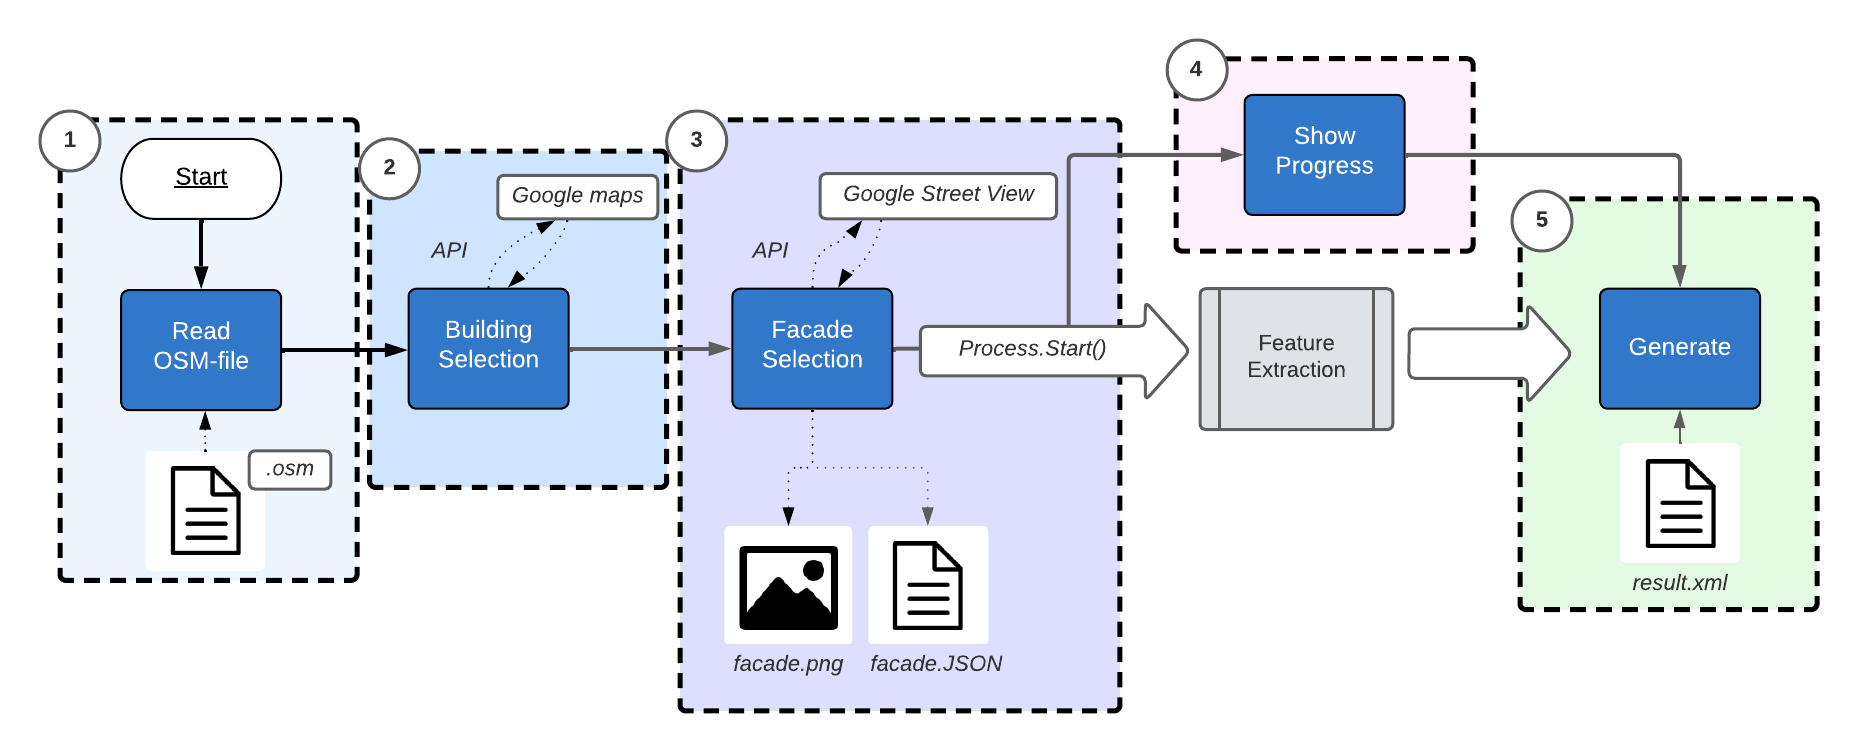 1
Start
Read
OSM-file
.osm
2
Google maps
API
Building
Selection
3
Google Street View
API
Facade
Selection
Process.Start()
facade.png
facade.JSON
4
Show
Progress
Feature
Extraction
5
Generate
result.xml